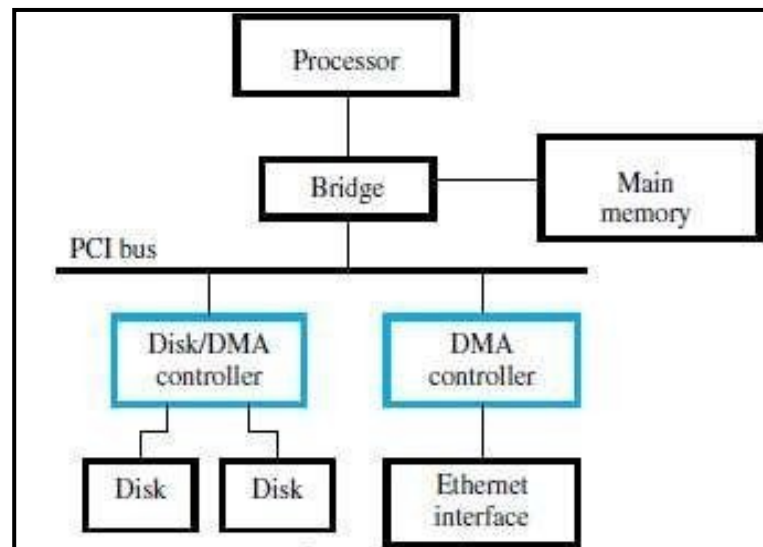 Processor
Bridge
Main
memory
PCI bus
Disk/DMA
controller
DMA
controller
Disk
Disk
Ethernet
interface